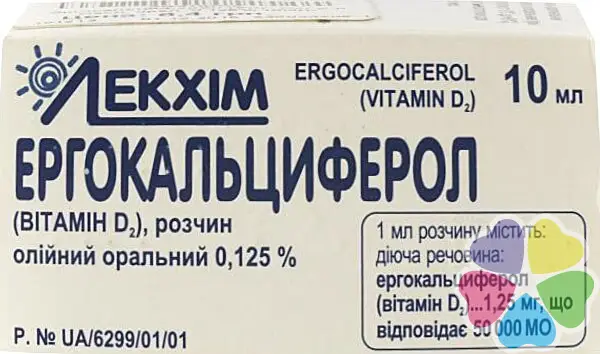 ЛЕКХІМ
ERGOCALCIFEROL
(VITAMIN D₂)
10 мл
ЕРГОКАЛЬЦИФЕРОЛ
(ВІТАМІН D₂), розчин
олійний оральний 0,125 %
1 мл розчину містить:
діюча речовина:
ергокальциферол
(вітамін D₂)...1,25 мг, що
відповідає 50 000 МО
Р. № UA/6299/01/01